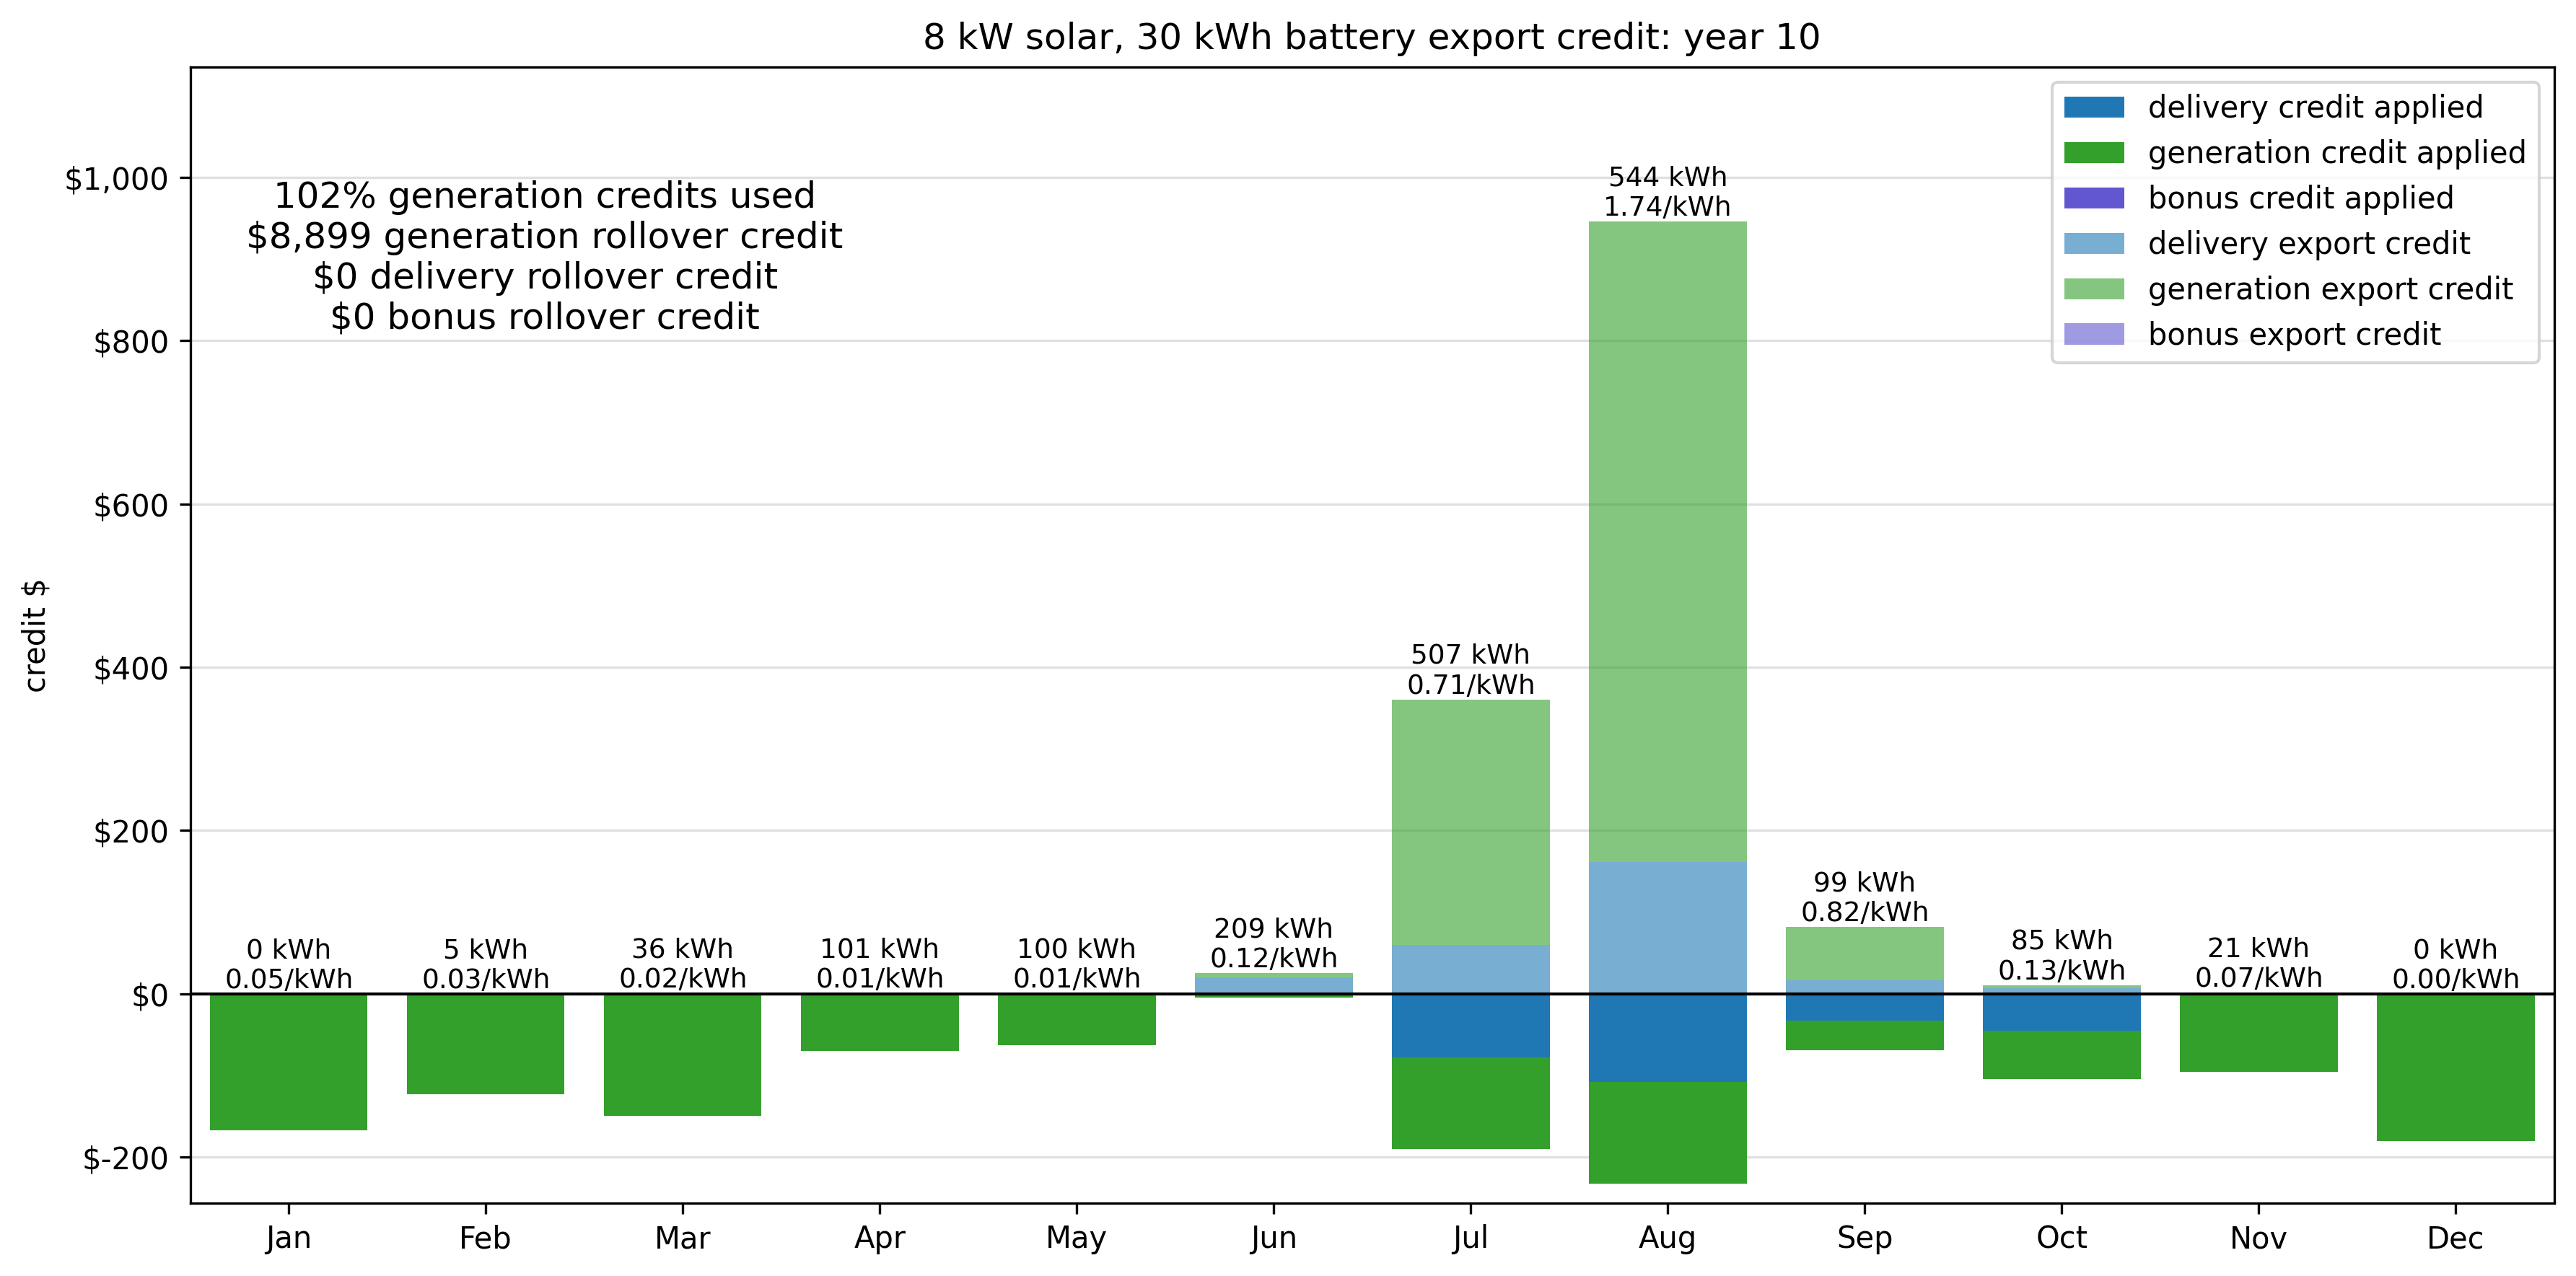 8 kW solar, 30 kWh battery export credit: year 10
delivery credit applied
generation credit applied
bonus credit applied
delivery export credit
generation export credit
bonus export credit
102% generation credits used
$8,899 generation rollover credit
$0 delivery rollover credit
$0 bonus rollover credit
credit $
$1,000
$800
$600
$400
$200
$0
$-200
0 kWh
0.05/kWh
5 kWh
0.03/kWh
36 kWh
0.02/kWh
101 kWh
0.01/kWh
100 kWh
0.01/kWh
209 kWh
0.12/kWh
507 kWh
0.71/kWh
544 kWh
1.74/kWh
99 kWh
0.82/kWh
85 kWh
0.13/kWh
21 kWh
0.07/kWh
0 kWh
0.00/kWh
Jan
Feb
Mar
Apr
May
Jun
Jul
Aug
Sep
Oct
Nov
Dec